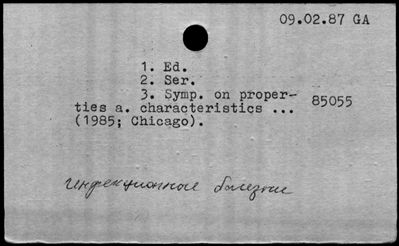 09.02.87 GA
1. Ed.
2. Ser.
3. Symp. on proper-
ties a. characteristics ... 85055
(1985; Chicago).
инфекционные болезни